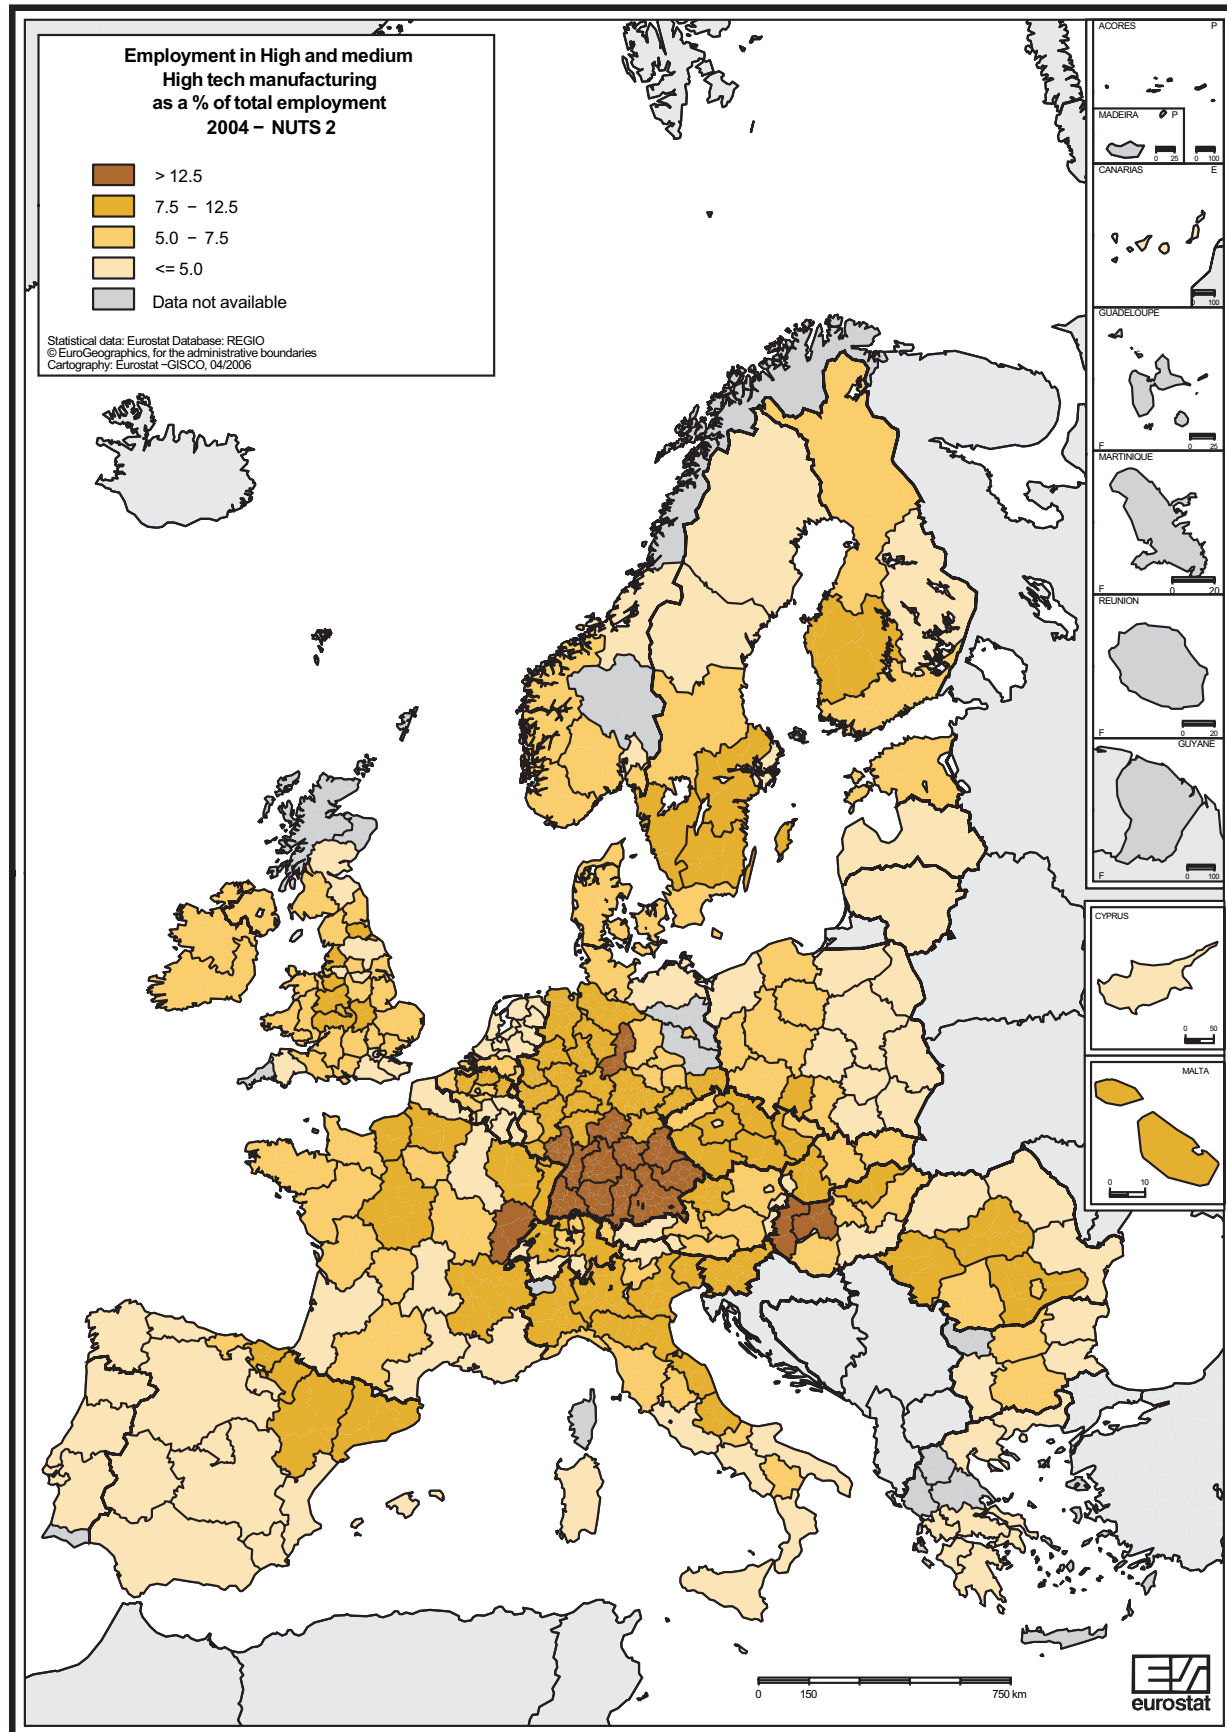 Employment in High and medium
High tech manufacturing
as a % of total employment
2004 − NUTS 2
> 12.5
7.5 − 12.5
5.0 − 7.5
<= 5.0
Data not available
Statistical data: Eurostat Database: REGIO
© EuroGeographics, for the administrative boundaries
Cartography: Eurostat −GISCO, 04/2006
ACORES P
MADEIRA P
0 25
0 100
CANARIAS E
0 100
GUADELOUPE
F
0 25
MARTINIQUE
F
0 20
REUNION
F
0 20
GUYANE
F
0 100
CYPRUS
0 50
MALTA
0 10
0 150 750 km
eurostat